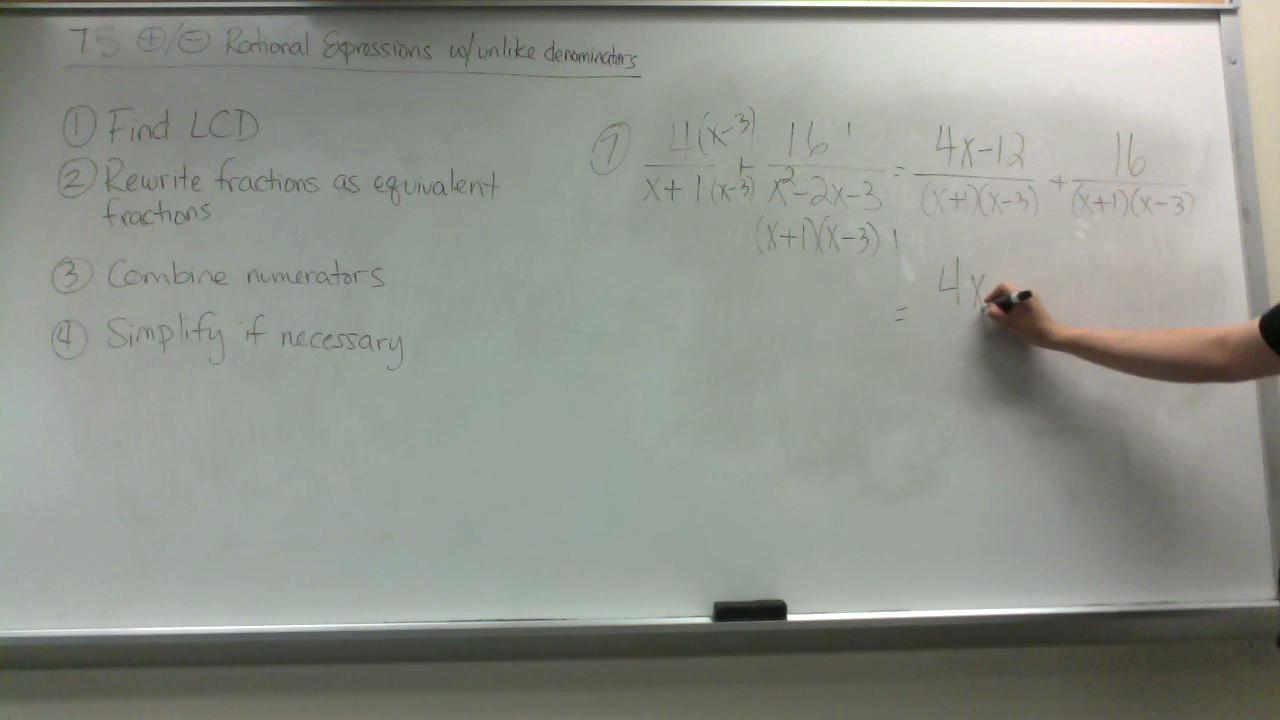 7 5 ⊕/⊖ Rational Expressions w/unlike denominators
① Find LCD
② Rewrite fractions as equivalent
fractions
③ Combine numerators
④ Simplify if necessary
⑦ 4(x-3) 16 1 4x-12 16
+ = +
x+1(x-3) x²-2x-3 (x+1)(x-3) (x+1)(x-3)
(x+1)(x-3) 1
= 4x